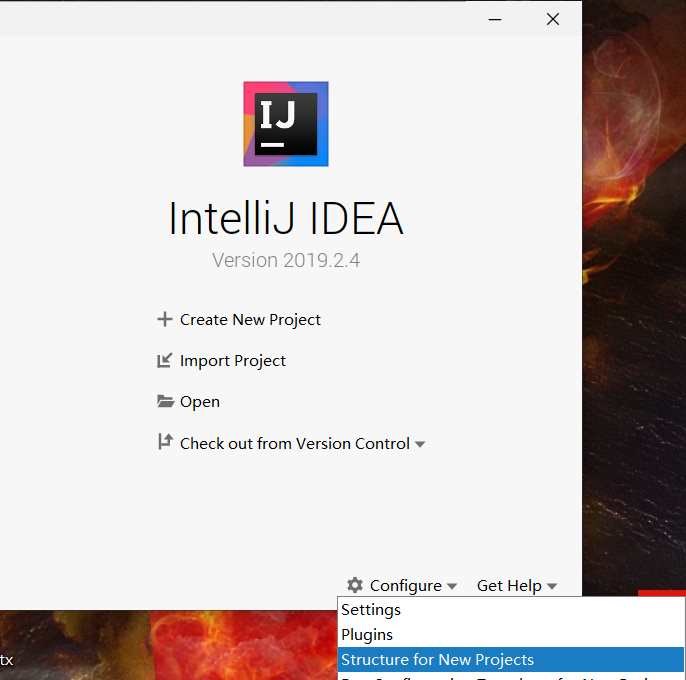 IJ
IntelliJ IDEA
Version 2019.2.4
Create New Project
Import Project
Open
Check out from Version Control
Configure Get Help
Settings
Plugins
tx
Structure for New Projects